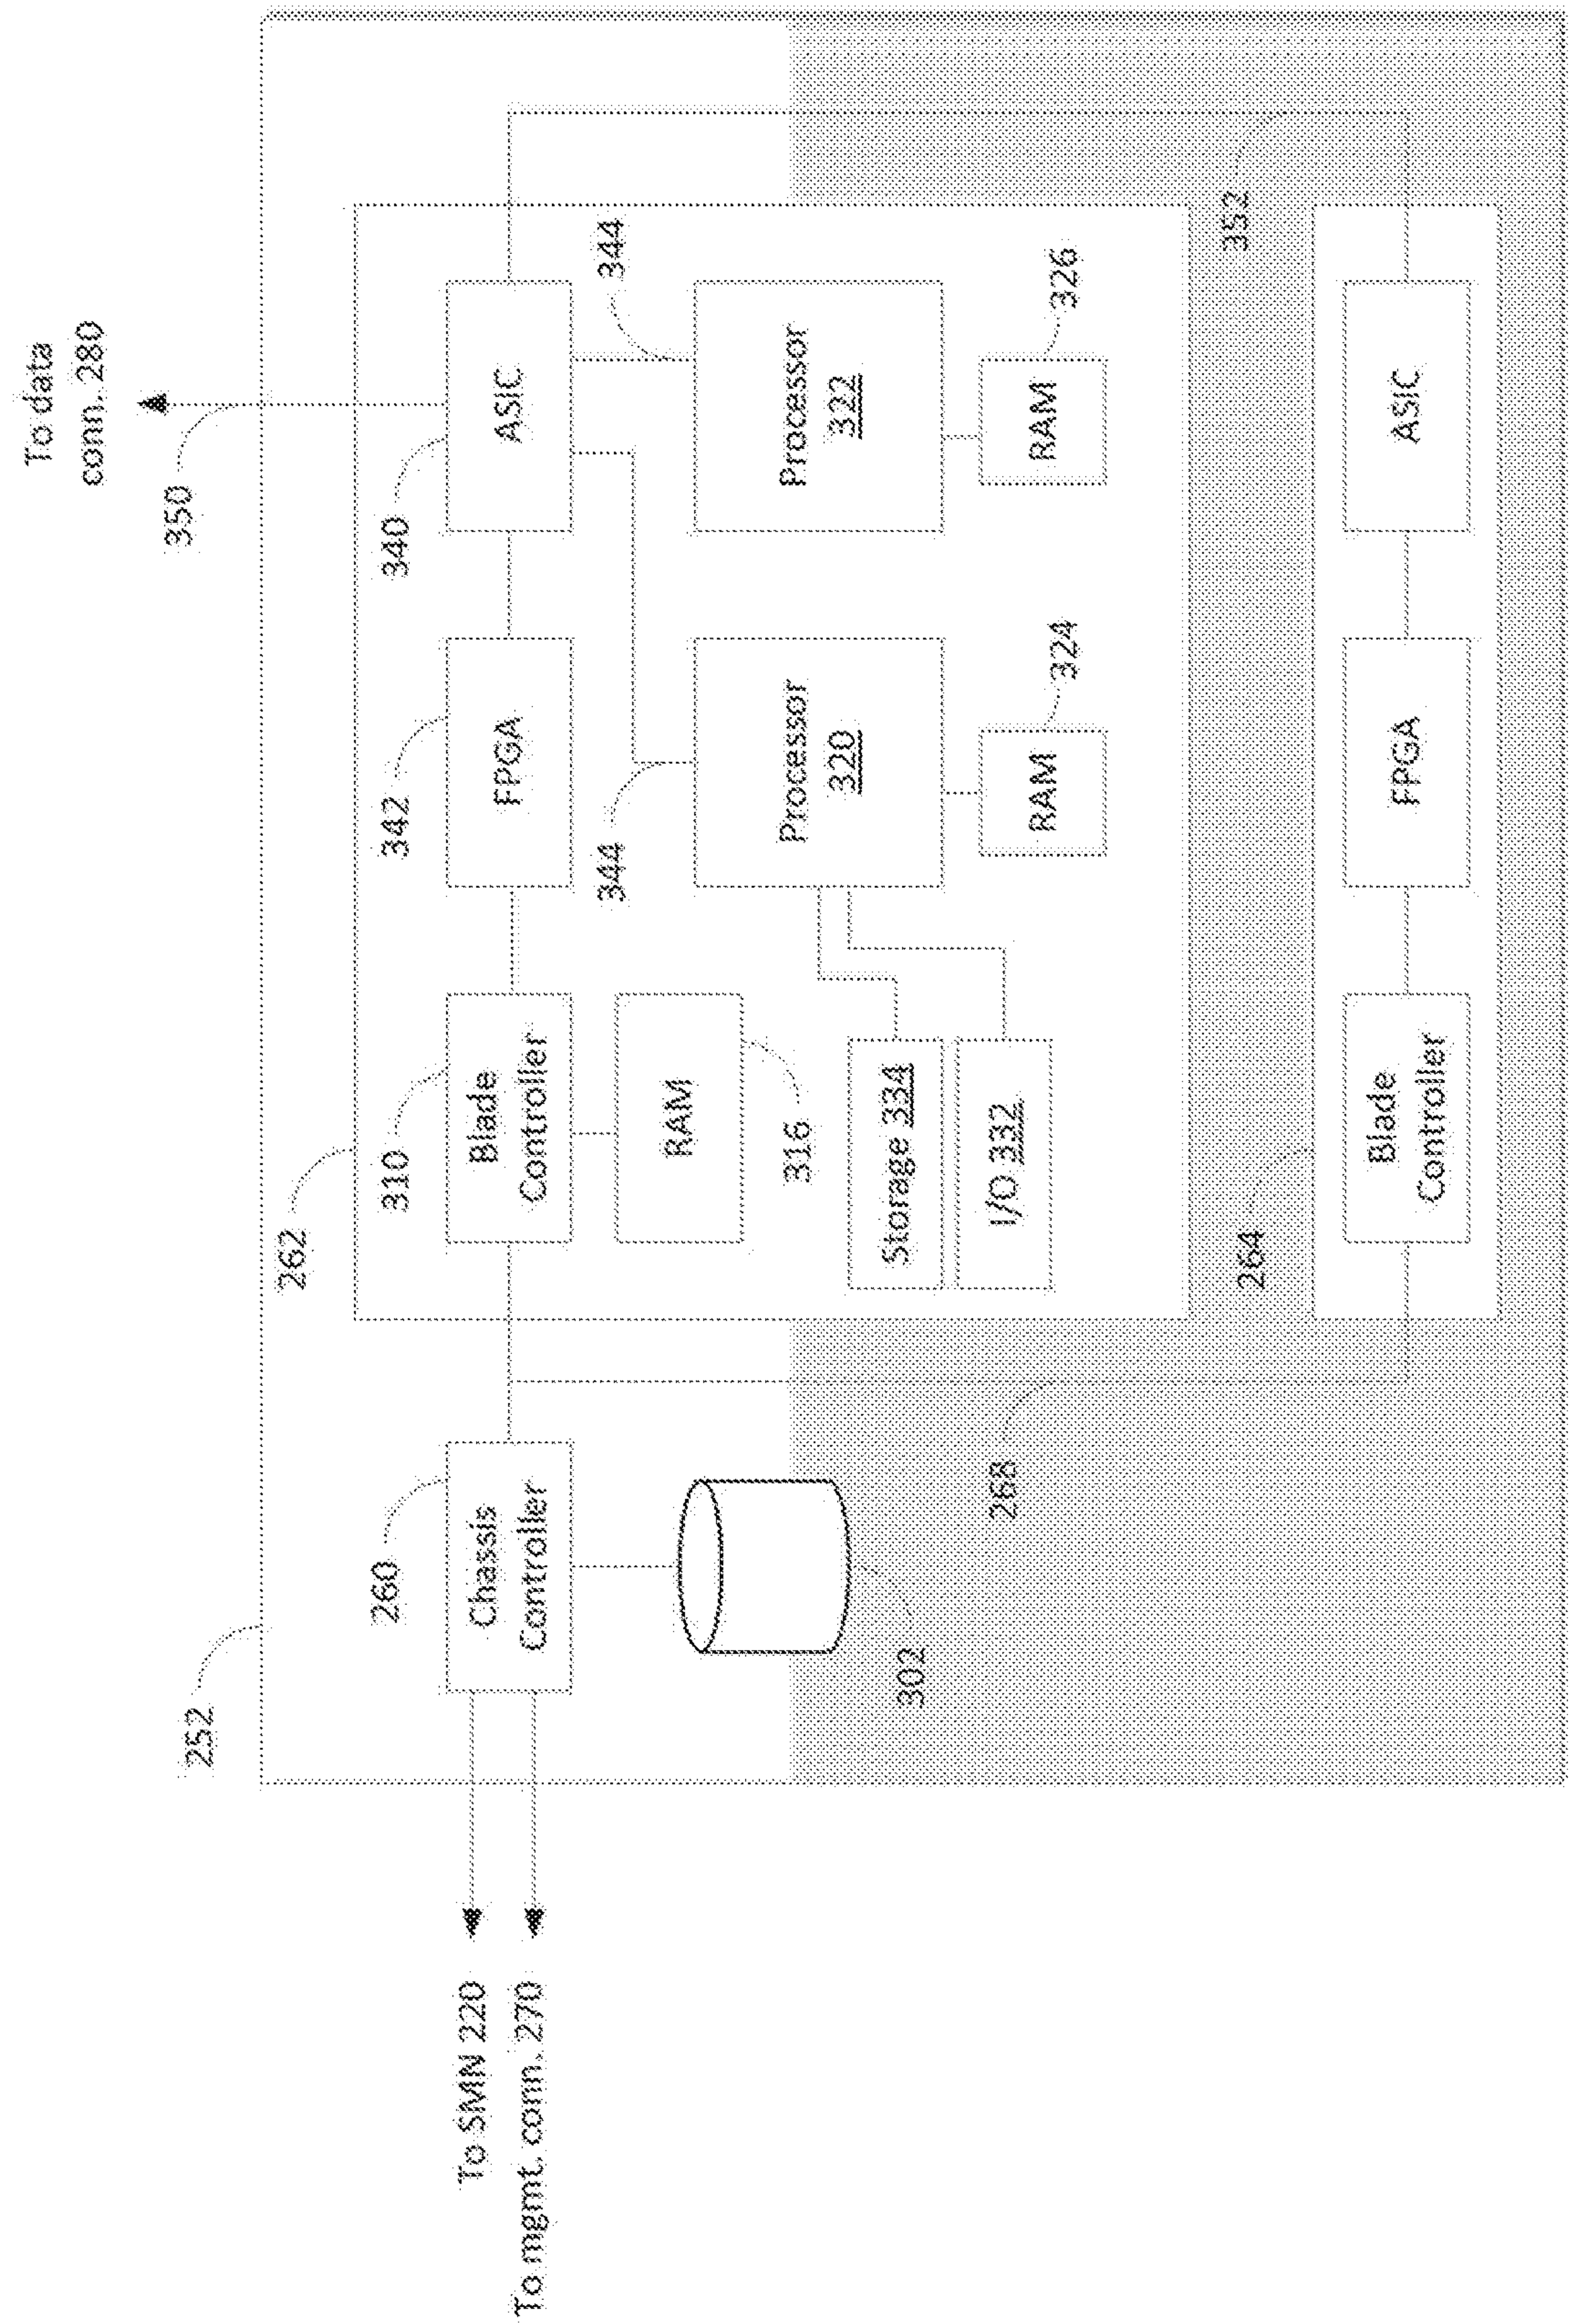 To data
conn. 280
350
252
262
To SMN 220
To mgmt. conn. 270
260
Chassis
Controller
310
Blade
Controller
342
FPGA
340
ASIC
302
268
RAM
316
344
344
Storage 334
I/O 332
Processor
320
Processor
322
RAM
324
RAM
326
264
352
Blade
Controller
FPGA
ASIC